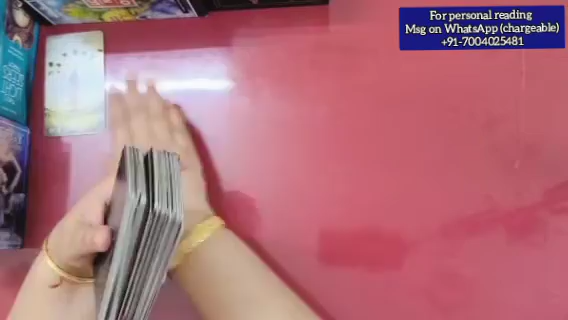 For personal reading
Msg on WhatsApp (chargeable)
+91-7004025481